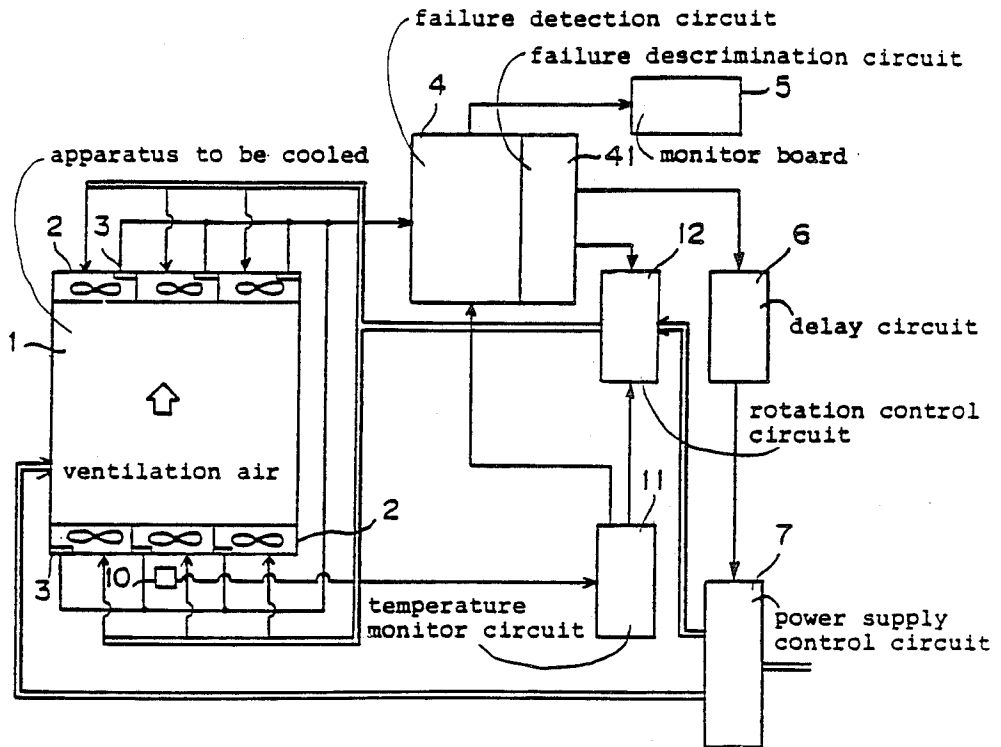 failure detection circuit
failure descrimination circuit
4
5
apparatus to be cooled
41
monitor board
2
3
12
6
1
delay circuit
rotation control
circuit
ventilation air
11
2
7
3
10
temperature
monitor circuit
power supply
control circuit